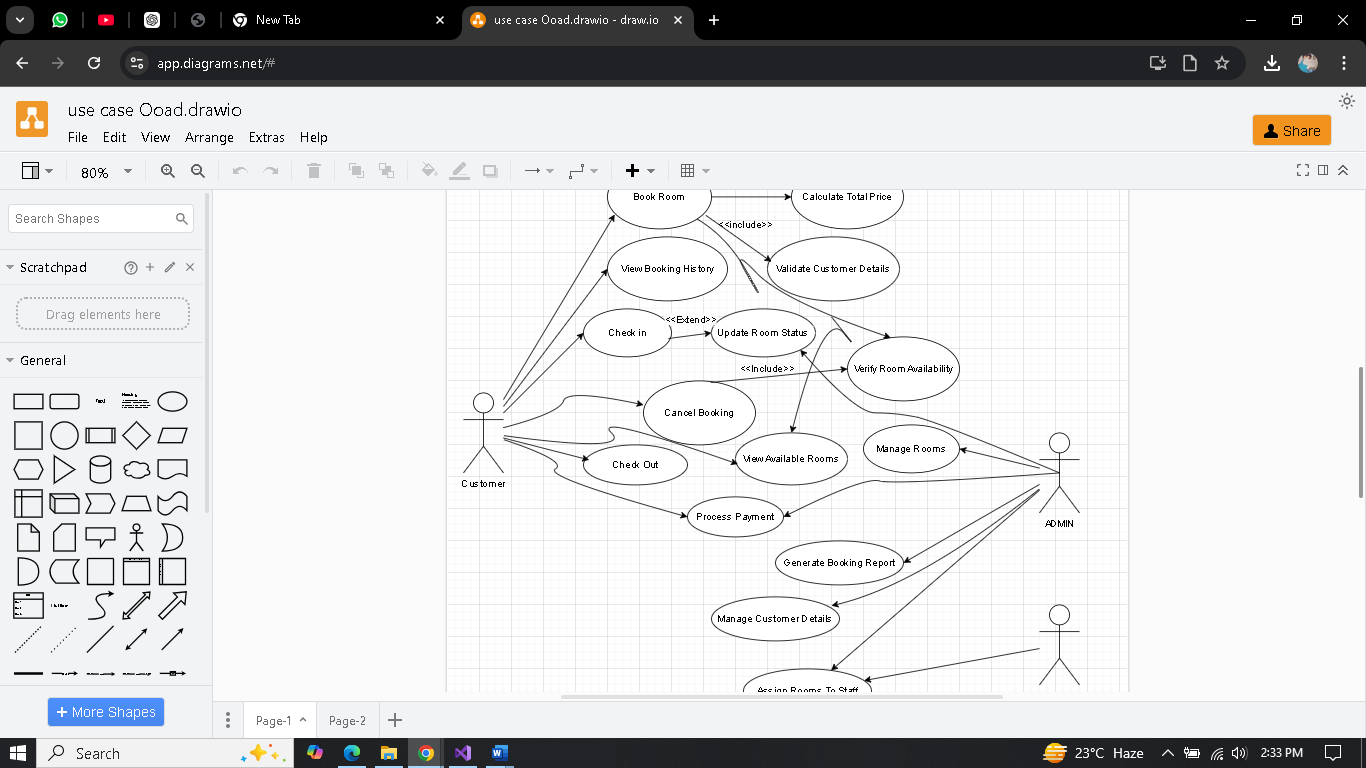 New Tab
use case Ooad.drawio - draw.io
app.diagrams.net/#
use case Ooad.drawio
File Edit View Arrange Extras Help
Share
80%
Search Shapes
Scratchpad
Drag elements here
General
Text
Heading
+ More Shapes
Book Room
Calculate Total Price
<<include>>
View Booking History
Validate Customer Details
<<Extend>>
Check in
Update Room Status
<<Include>>
Verify Room Availability
Cancel Booking
Manage Rooms
View Available Rooms
Check Out
Customer
Process Payment
ADMIN
Generate Booking Report
Manage Customer Details
Assign Rooms To Staff
Page-1
Page-2
Search
23°C Haze
2:33 PM